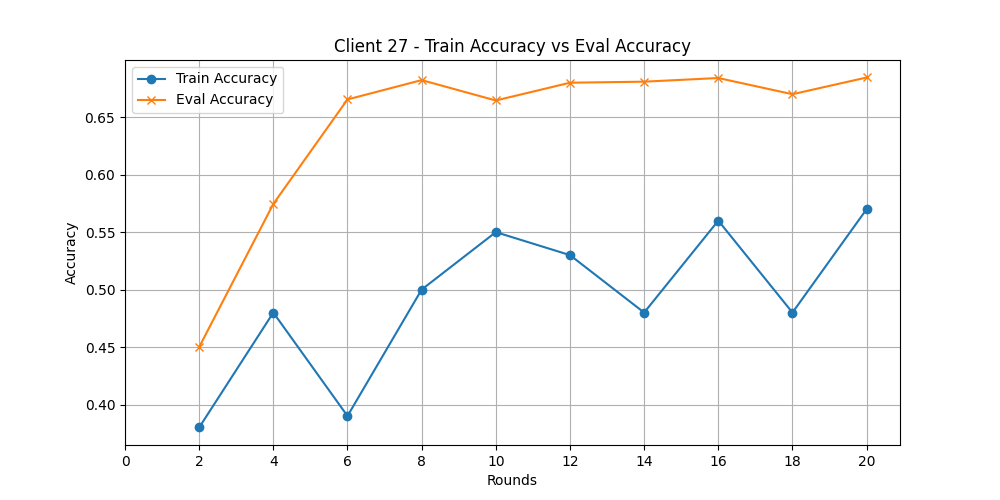 Client 27 - Train Accuracy vs Eval Accuracy
Train Accuracy
Eval Accuracy
Accuracy
0.65
0.60
0.55
0.50
0.45
0.40
0 2 4 6 8 10 12 14 16 18 20
Rounds